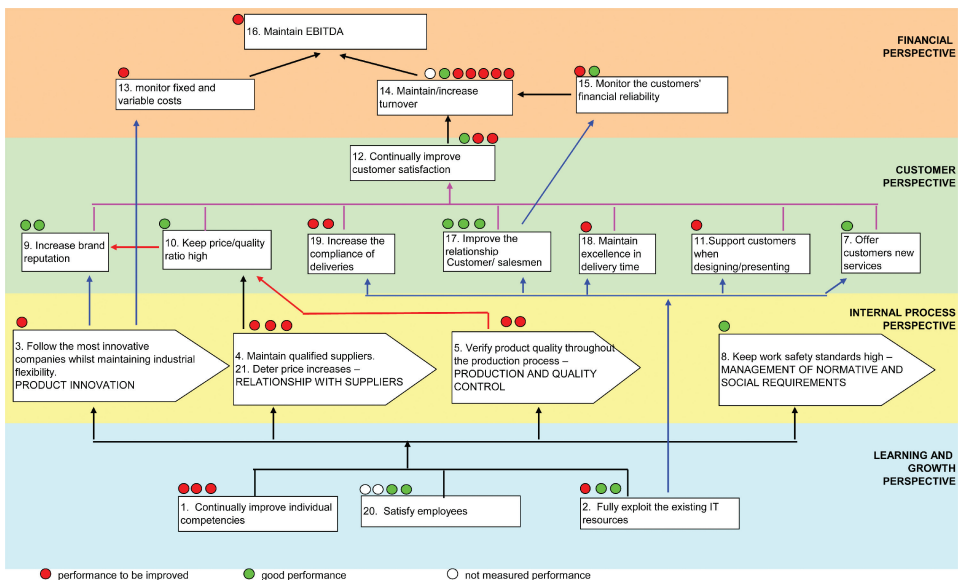 FINANCIAL
PERSPECTIVE
16. Maintain EBITDA
13. monitor fixed and
variable costs
14. Maintain/increase
turnover
15. Monitor the customers'
financial reliability
CUSTOMER
PERSPECTIVE
12. Continually improve
customer satisfaction
9. Increase brand
reputation
10. Keep price/quality
ratio high
19. Increase the
compliance of
deliveries
17. Improve the
relationship
Customer/ salesmen
18. Maintain
excellence in
delivery time
11.Support customers
when
designing/presenting
7. Offer
customers new
services
INTERNAL PROCESS
PERSPECTIVE
3. Follow the most innovative
companies whilst maintaining industrial
flexibility.
PRODUCT INNOVATION
4. Maintain qualified suppliers.
21. Deter price increases –
RELATIONSHIP WITH SUPPLIERS
5. Verify product quality throughout
the production process –
PRODUCTION AND QUALITY
CONTROL
8. Keep work safety standards high –
MANAGEMENT OF NORMATIVE AND
SOCIAL REQUIREMENTS
LEARNING AND
GROWTH
PERSPECTIVE
1. Continually improve individual
competencies
20. Satisfy employees
2. Fully exploit the existing IT
resources
performance to be improved
good performance
not measured performance